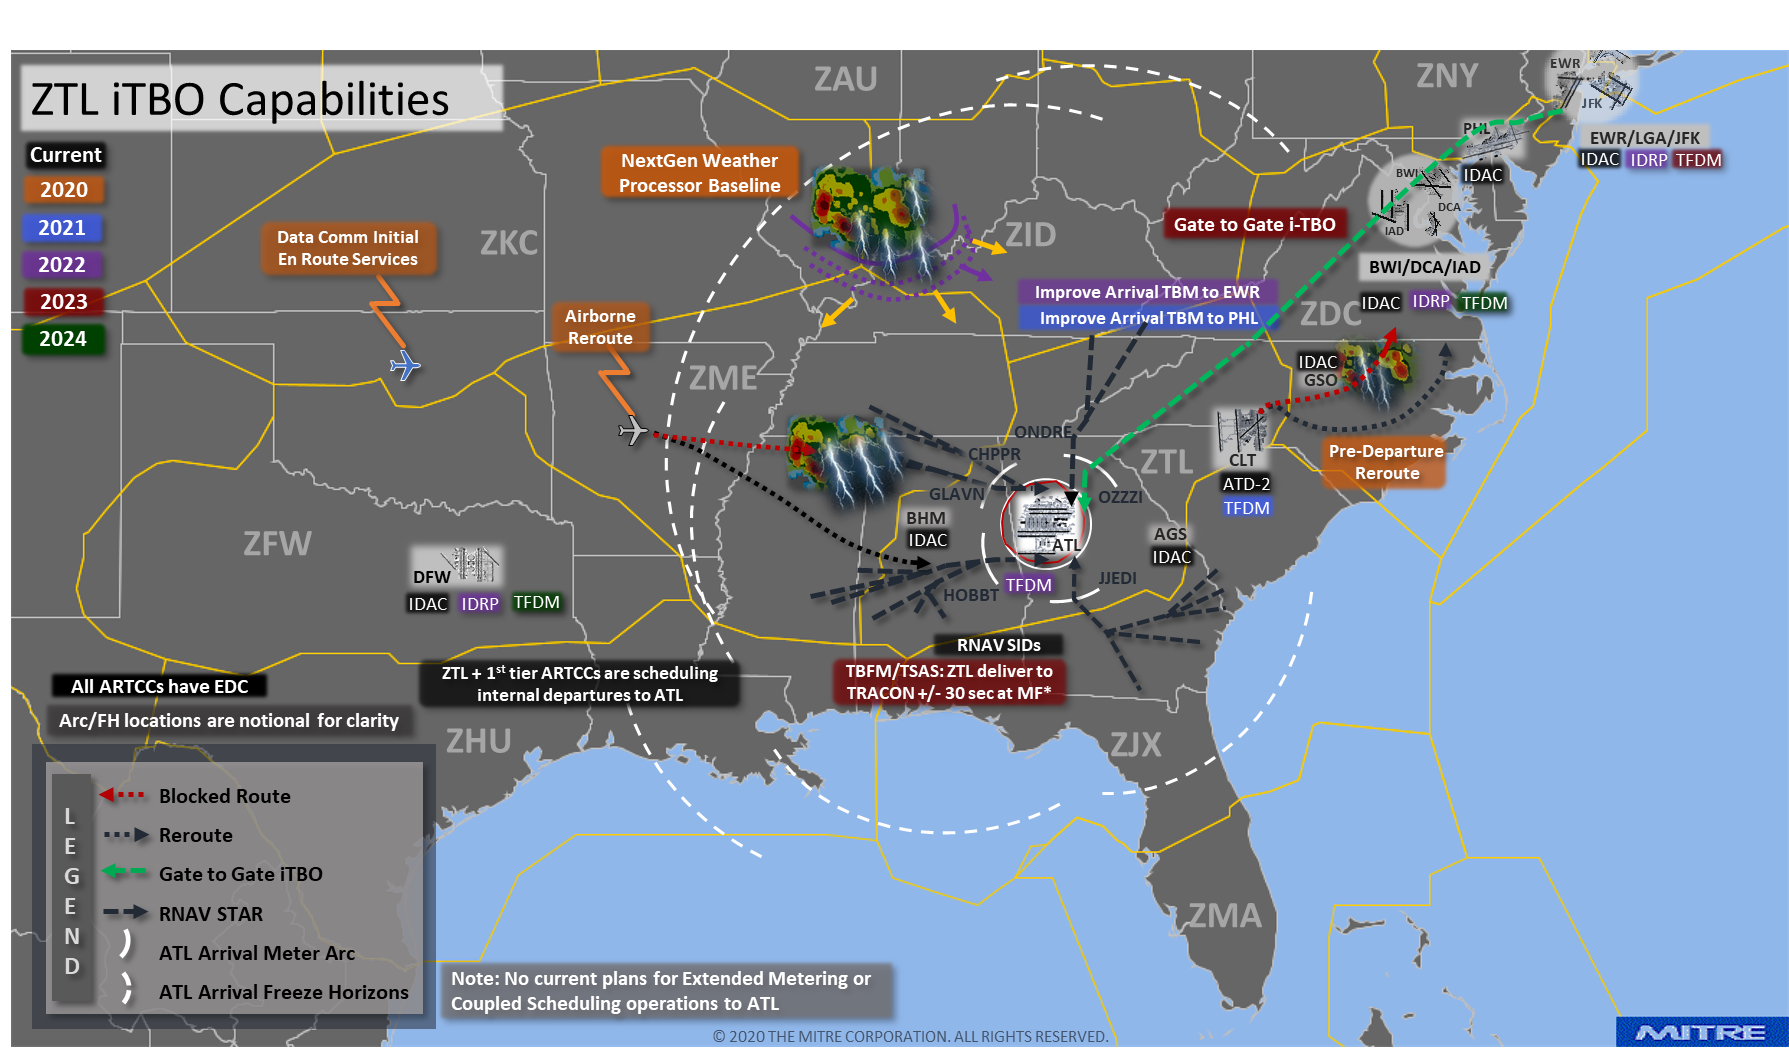 ZTL iTBO Capabilities
Current
2020
2021
2022
2023
2024
ZAU
ZNY
EWR
JFK
PHL
EWR/LGA/JFK
IDAC IDRP TFDM
IDAC
NextGen Weather
Processor Baseline
BWI
DCA
IAD
Gate to Gate i-TBO
ZKC
ZID
Data Comm Initial
En Route Services
BWI/DCA/IAD
IDAC IDRP TFDM
Improve Arrival TBM to EWR
Improve Arrival TBM to PHL
ZDC
Airborne
Reroute
IDAC
GSO
ZME
ONDRE
CHPPR
ZTL
CLT
ATD-2
TFDM
Pre-Departure
Reroute
GLAVN
OZZZI
BHM
IDAC
ATL
AGS
IDAC
ZFW
DFW
IDAC IDRP TFDM
TFDM
JJEDI
HOBBT
RNAV SIDs
TBFM/TSAS: ZTL deliver to
TRACON +/- 30 sec at MF*
ZTL + 1st tier ARTCCs are scheduling
internal departures to ATL
All ARTCCs have EDC
Arc/FH locations are notional for clarity
ZHU
ZJX
ZMA
LEGEND
Blocked Route
Reroute
Gate to Gate iTBO
RNAV STAR
ATL Arrival Meter Arc
ATL Arrival Freeze Horizons
Note: No current plans for Extended Metering or
Coupled Scheduling operations to ATL
© 2020 THE MITRE CORPORATION. ALL RIGHTS RESERVED.
MITRE